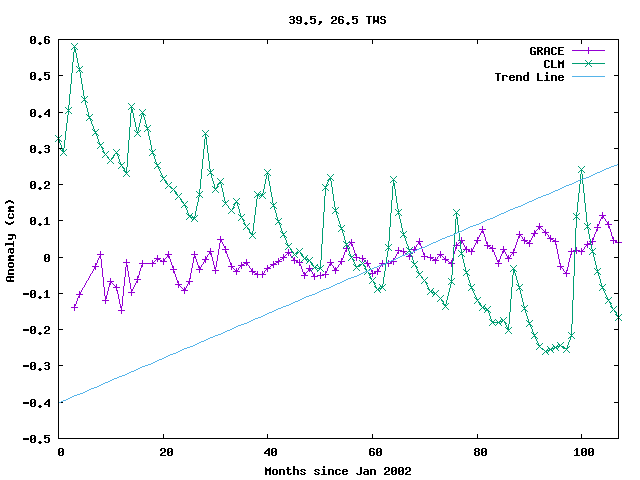 39.5, 26.5 TWS
GRACE
CLM
Trend Line
0.6
0.5
0.4
0.3
0.2
0.1
0
-0.1
-0.2
-0.3
-0.4
-0.5
Anomaly (cm)
0 20 40 60 80 100
Months since Jan 2002